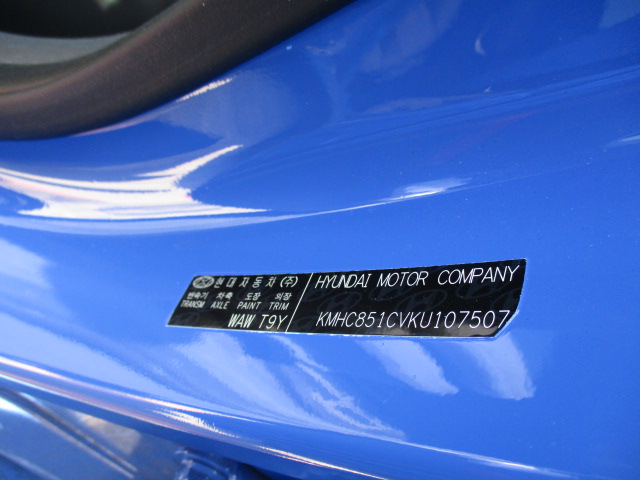 현대자동차(주)
변속기 차축 도장 의장
TRANSM AXLE PAINT TRIM
WAW T9Y
HYUNDAI MOTOR COMPANY
KMHC851CVKU107507